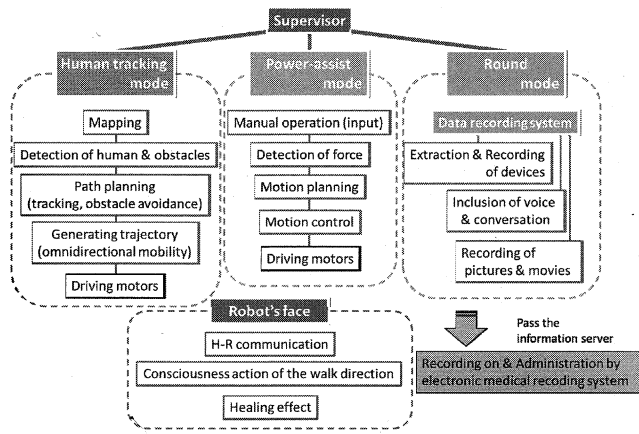 Supervisor
Human tracking
mode
Mapping
Detection of human & obstacles
Path planning
(tracking, obstacle avoidance)
Generating trajectory
(omnidirectional mobility)
Driving motors
Power-assist
mode
Manual operation (input)
Detection of force
Motion planning
Motion control
Driving motors
Round
mode
Data recording system
Extraction & Recording
of devices
Inclusion of voice
& conversation
Recording of
pictures & movies
Robot's face
H-R communication
Consciousness action of the walk direction
Healing effect
Pass the
information server
Recording on & Administration by
electronic medical recoding system